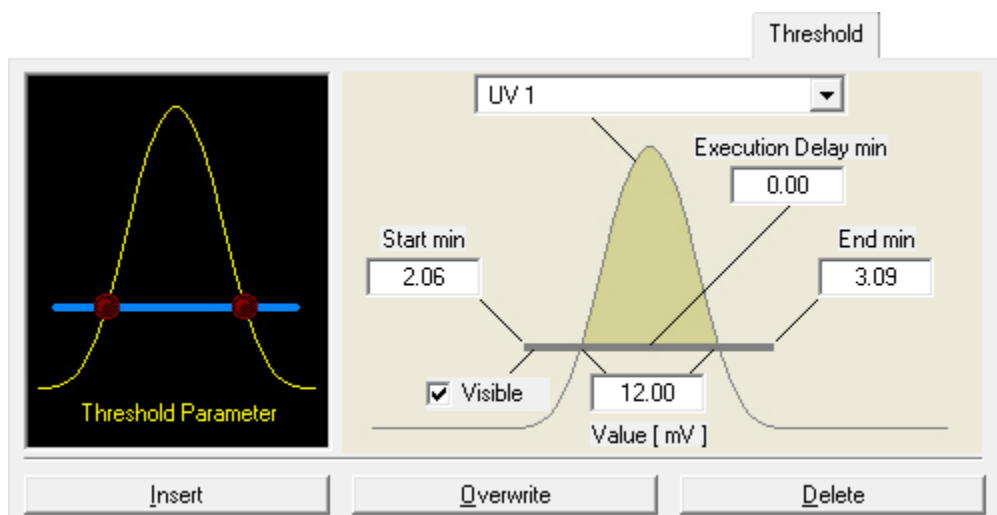 Threshold
UV 1
Execution Delay min
0.00
Start min
End min
2.06
3.09
Visible
12.00
Value [ mV ]
Threshold Parameter
Insert
Overwrite
Delete